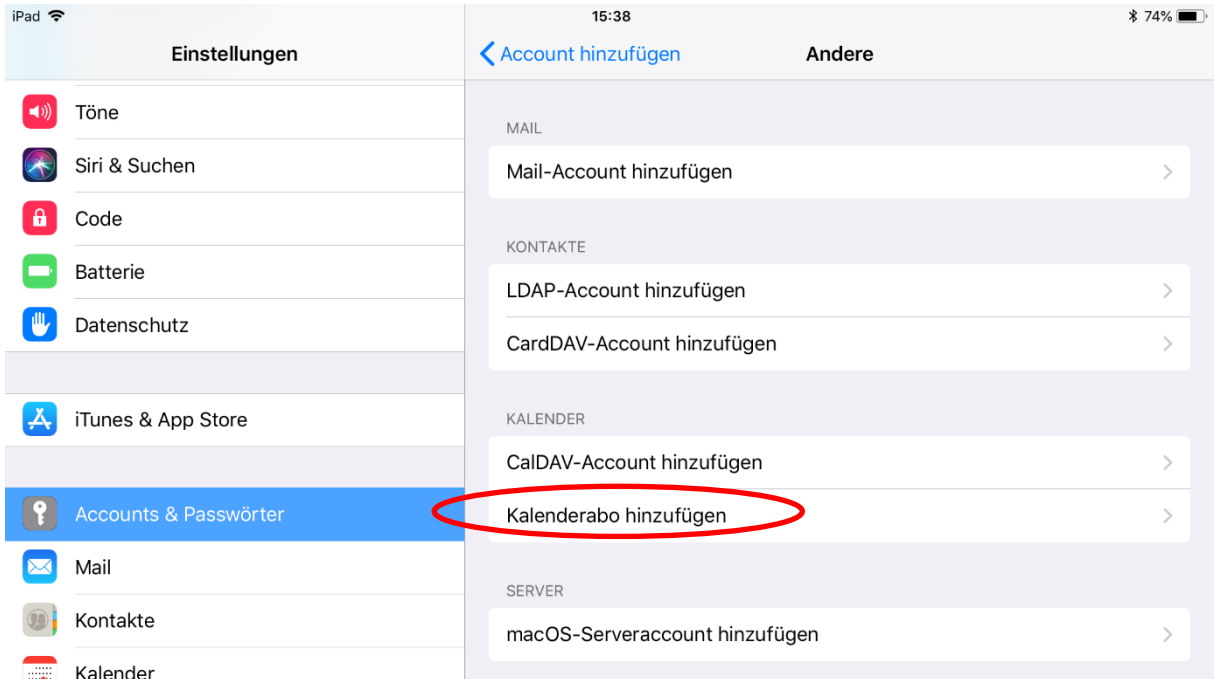 iPad 15:38 74%
Einstellungen
Account hinzufügen Andere
Töne
Siri & Suchen
Code
Batterie
Datenschutz
iTunes & App Store
Accounts & Passwörter
Mail
Kontakte
Kalender
MAIL
Mail-Account hinzufügen
KONTAKTE
LDAP-Account hinzufügen
CardDAV-Account hinzufügen
KALENDER
CalDAV-Account hinzufügen
Kalenderabo hinzufügen
SERVER
macOS-Serveraccount hinzufügen